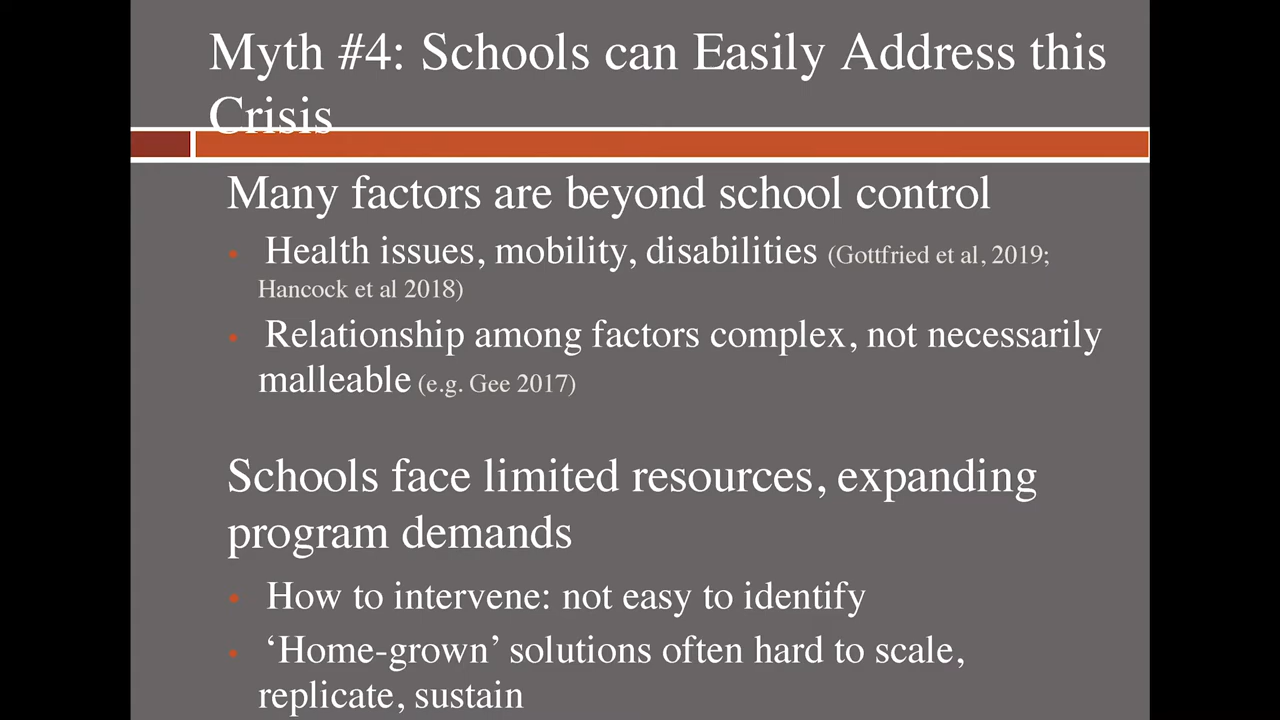 Myth #4: Schools can Easily Address this
Crisis
Many factors are beyond school control
• Health issues, mobility, disabilities (Gottfried et al, 2019;
Hancock et al 2018)
• Relationship among factors complex, not necessarily
malleable (e.g. Gee 2017)
Schools face limited resources, expanding
program demands
• How to intervene: not easy to identify
• ‘Home-grown’ solutions often hard to scale,
replicate, sustain